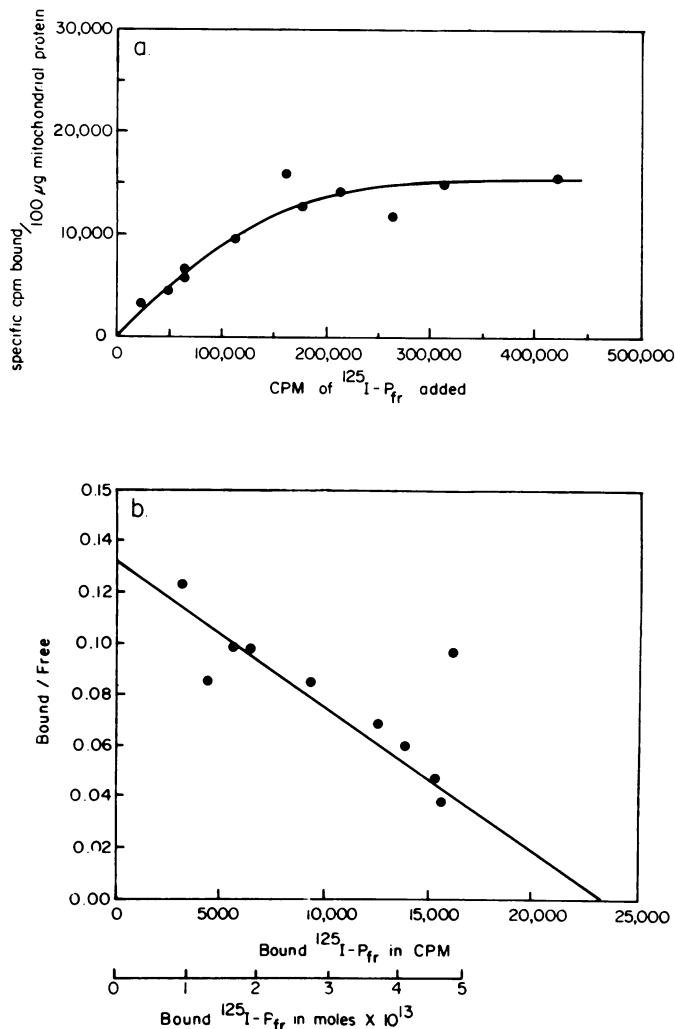 a.
30,000
20,000
10,000
0
specific cpm bound/100 µg mitochondrial protein
0 100,000 200,000 300,000 400,000 500,000
CPM of 125I-Pfr added
b.
0.15
0.14
0.12
0.10
0.08
0.06
0.04
0.02
0.00
Bound / Free
0 5000 10,000 15,000 20,000 25,000
Bound 125I-Pfr in CPM
0 1 2 3 4 5
Bound 125I-Pfr in moles X 10^13